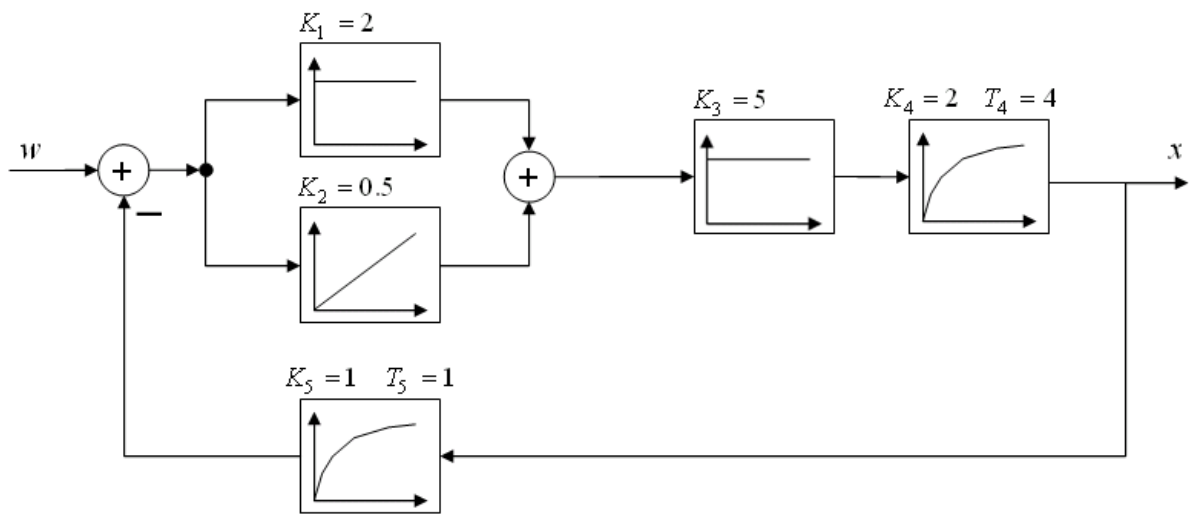 K₁ = 2
w
+
−
K₂ = 0.5
+
K₃ = 5
K₄ = 2 T₄ = 4
x
K₅ = 1 T₅ = 1